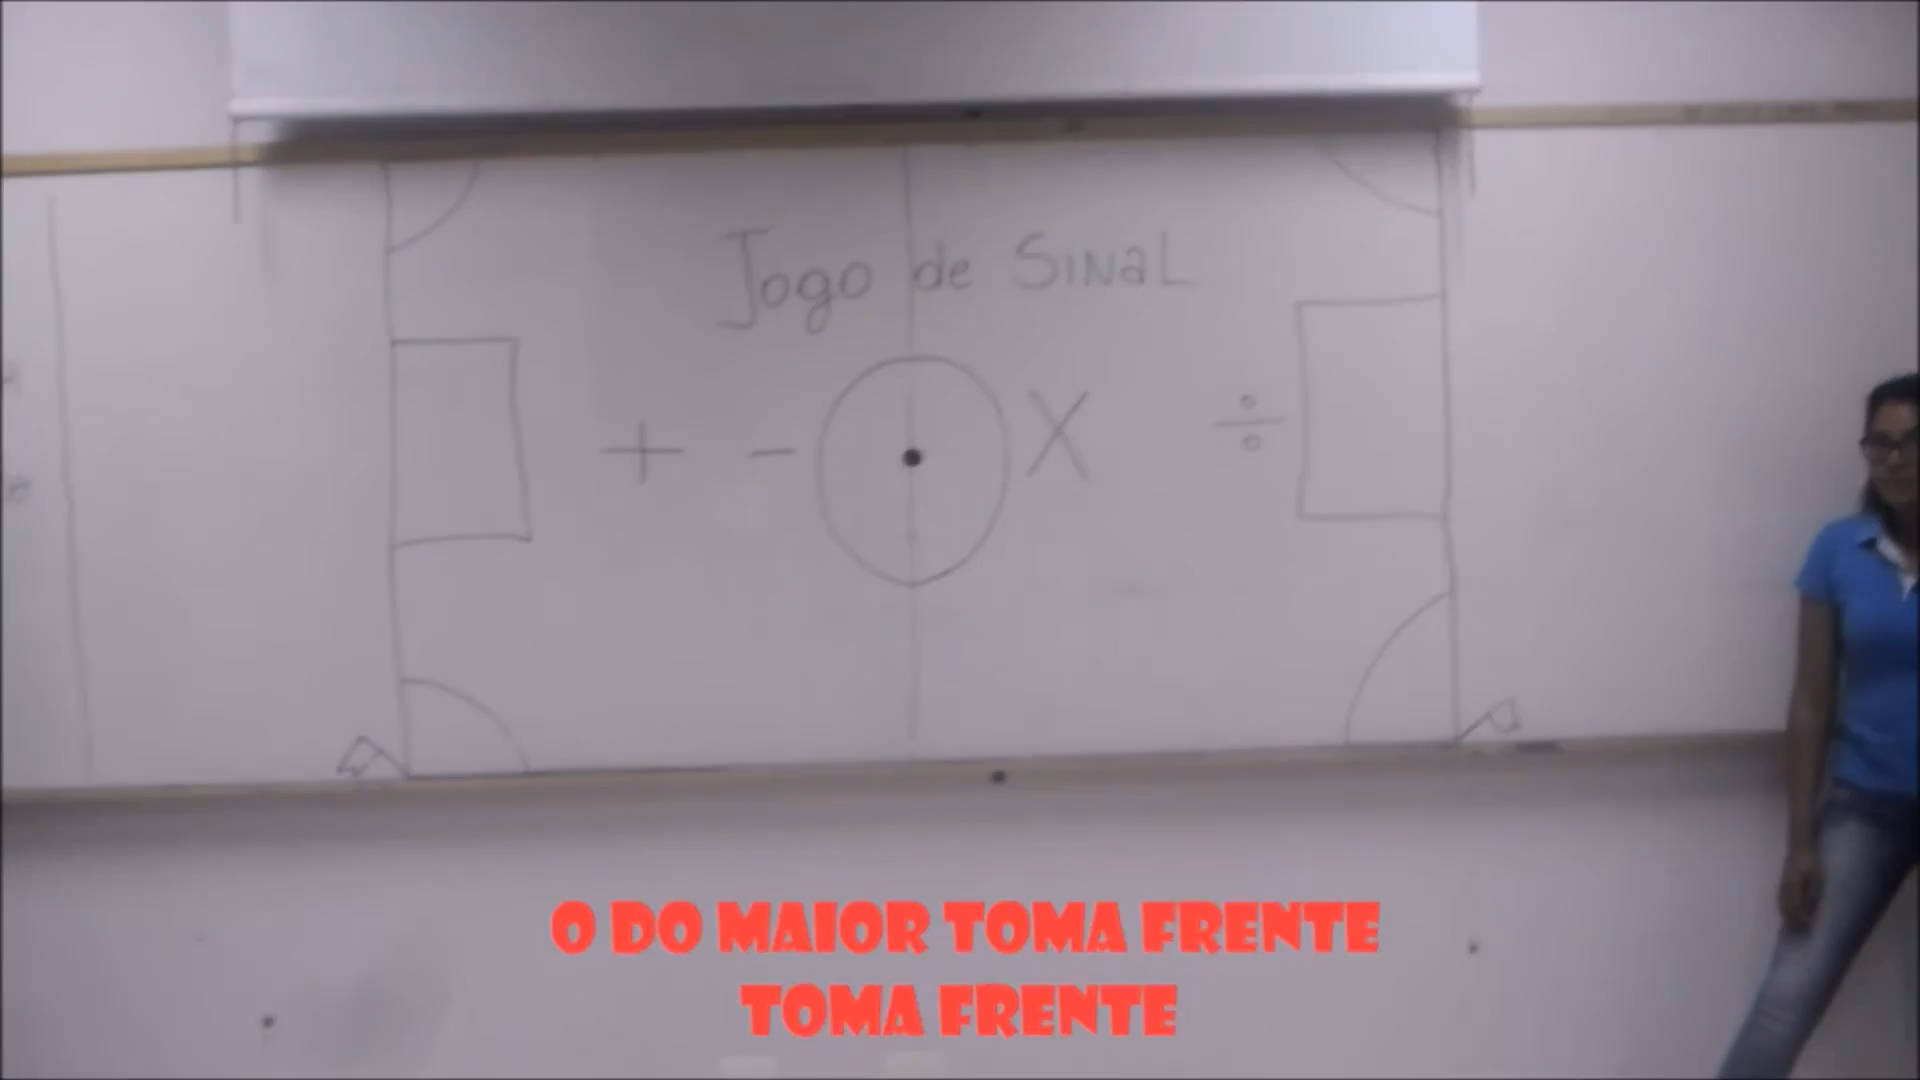 Jogo de SINaL
+ - X ÷
O DO MAIOR TOMA FRENTE
TOMA FRENTE